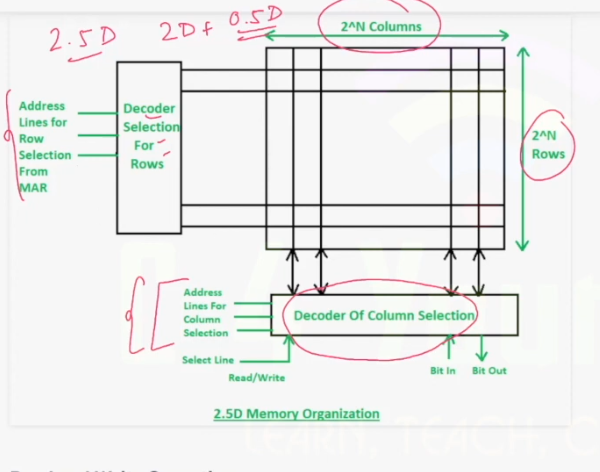 2.5D 2D + 0.5D
2^N Columns
Address
Lines for
Row
Selection
From
MAR
Decoder
Selection
For
Rows
2^N
Rows
Address
Lines For
Column
Selection
Decoder Of Column Selection
Select Line
Read/Write
Bit In Bit Out
2.5D Memory Organization
LEARN, TEACH, C